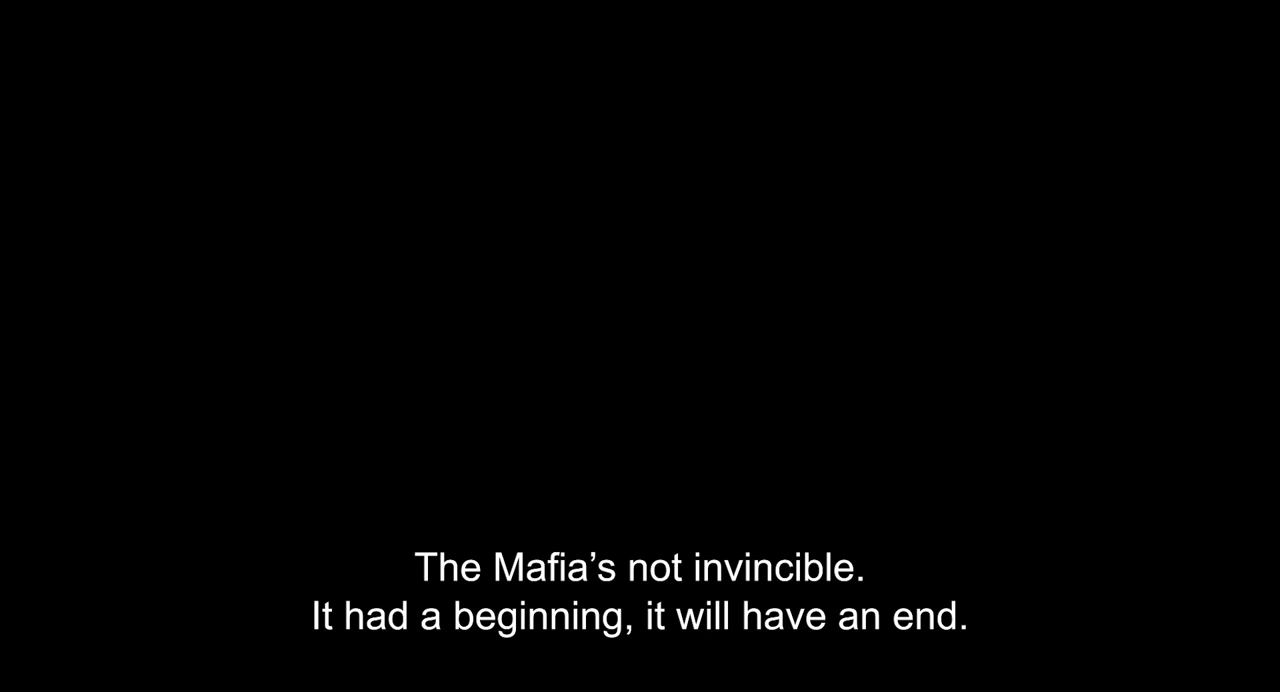 The Mafia’s not invincible.
It had a beginning, it will have an end.